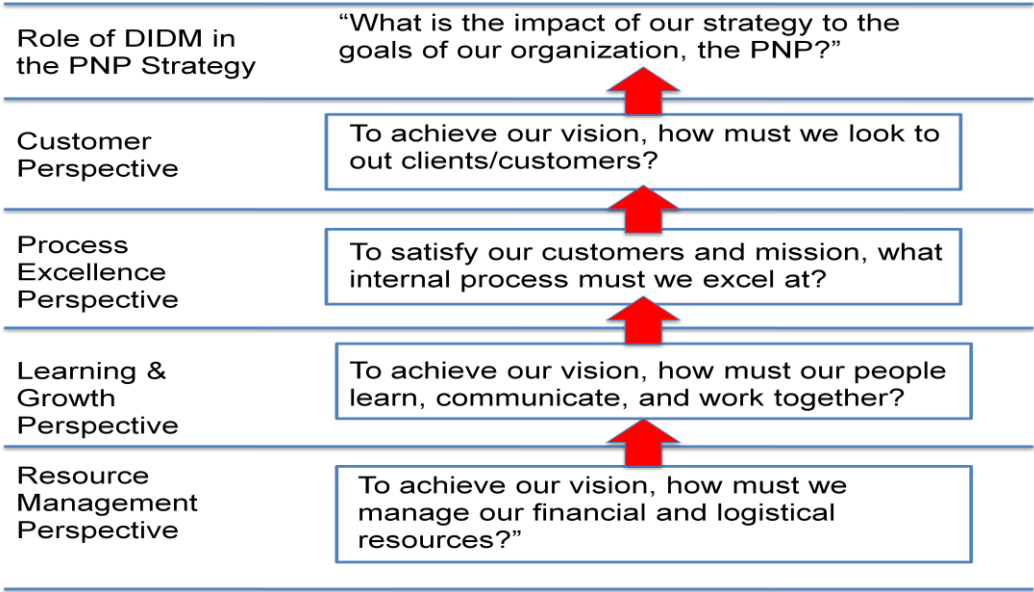 Role of DIDM in
the PNP Strategy
“What is the impact of our strategy to the
goals of our organization, the PNP?”
Customer
Perspective
To achieve our vision, how must we look to
out clients/customers?
Process
Excellence
Perspective
To satisfy our customers and mission, what
internal process must we excel at?
Learning &
Growth
Perspective
To achieve our vision, how must our people
learn, communicate, and work together?
Resource
Management
Perspective
To achieve our vision, how must we
manage our financial and logistical
resources?”